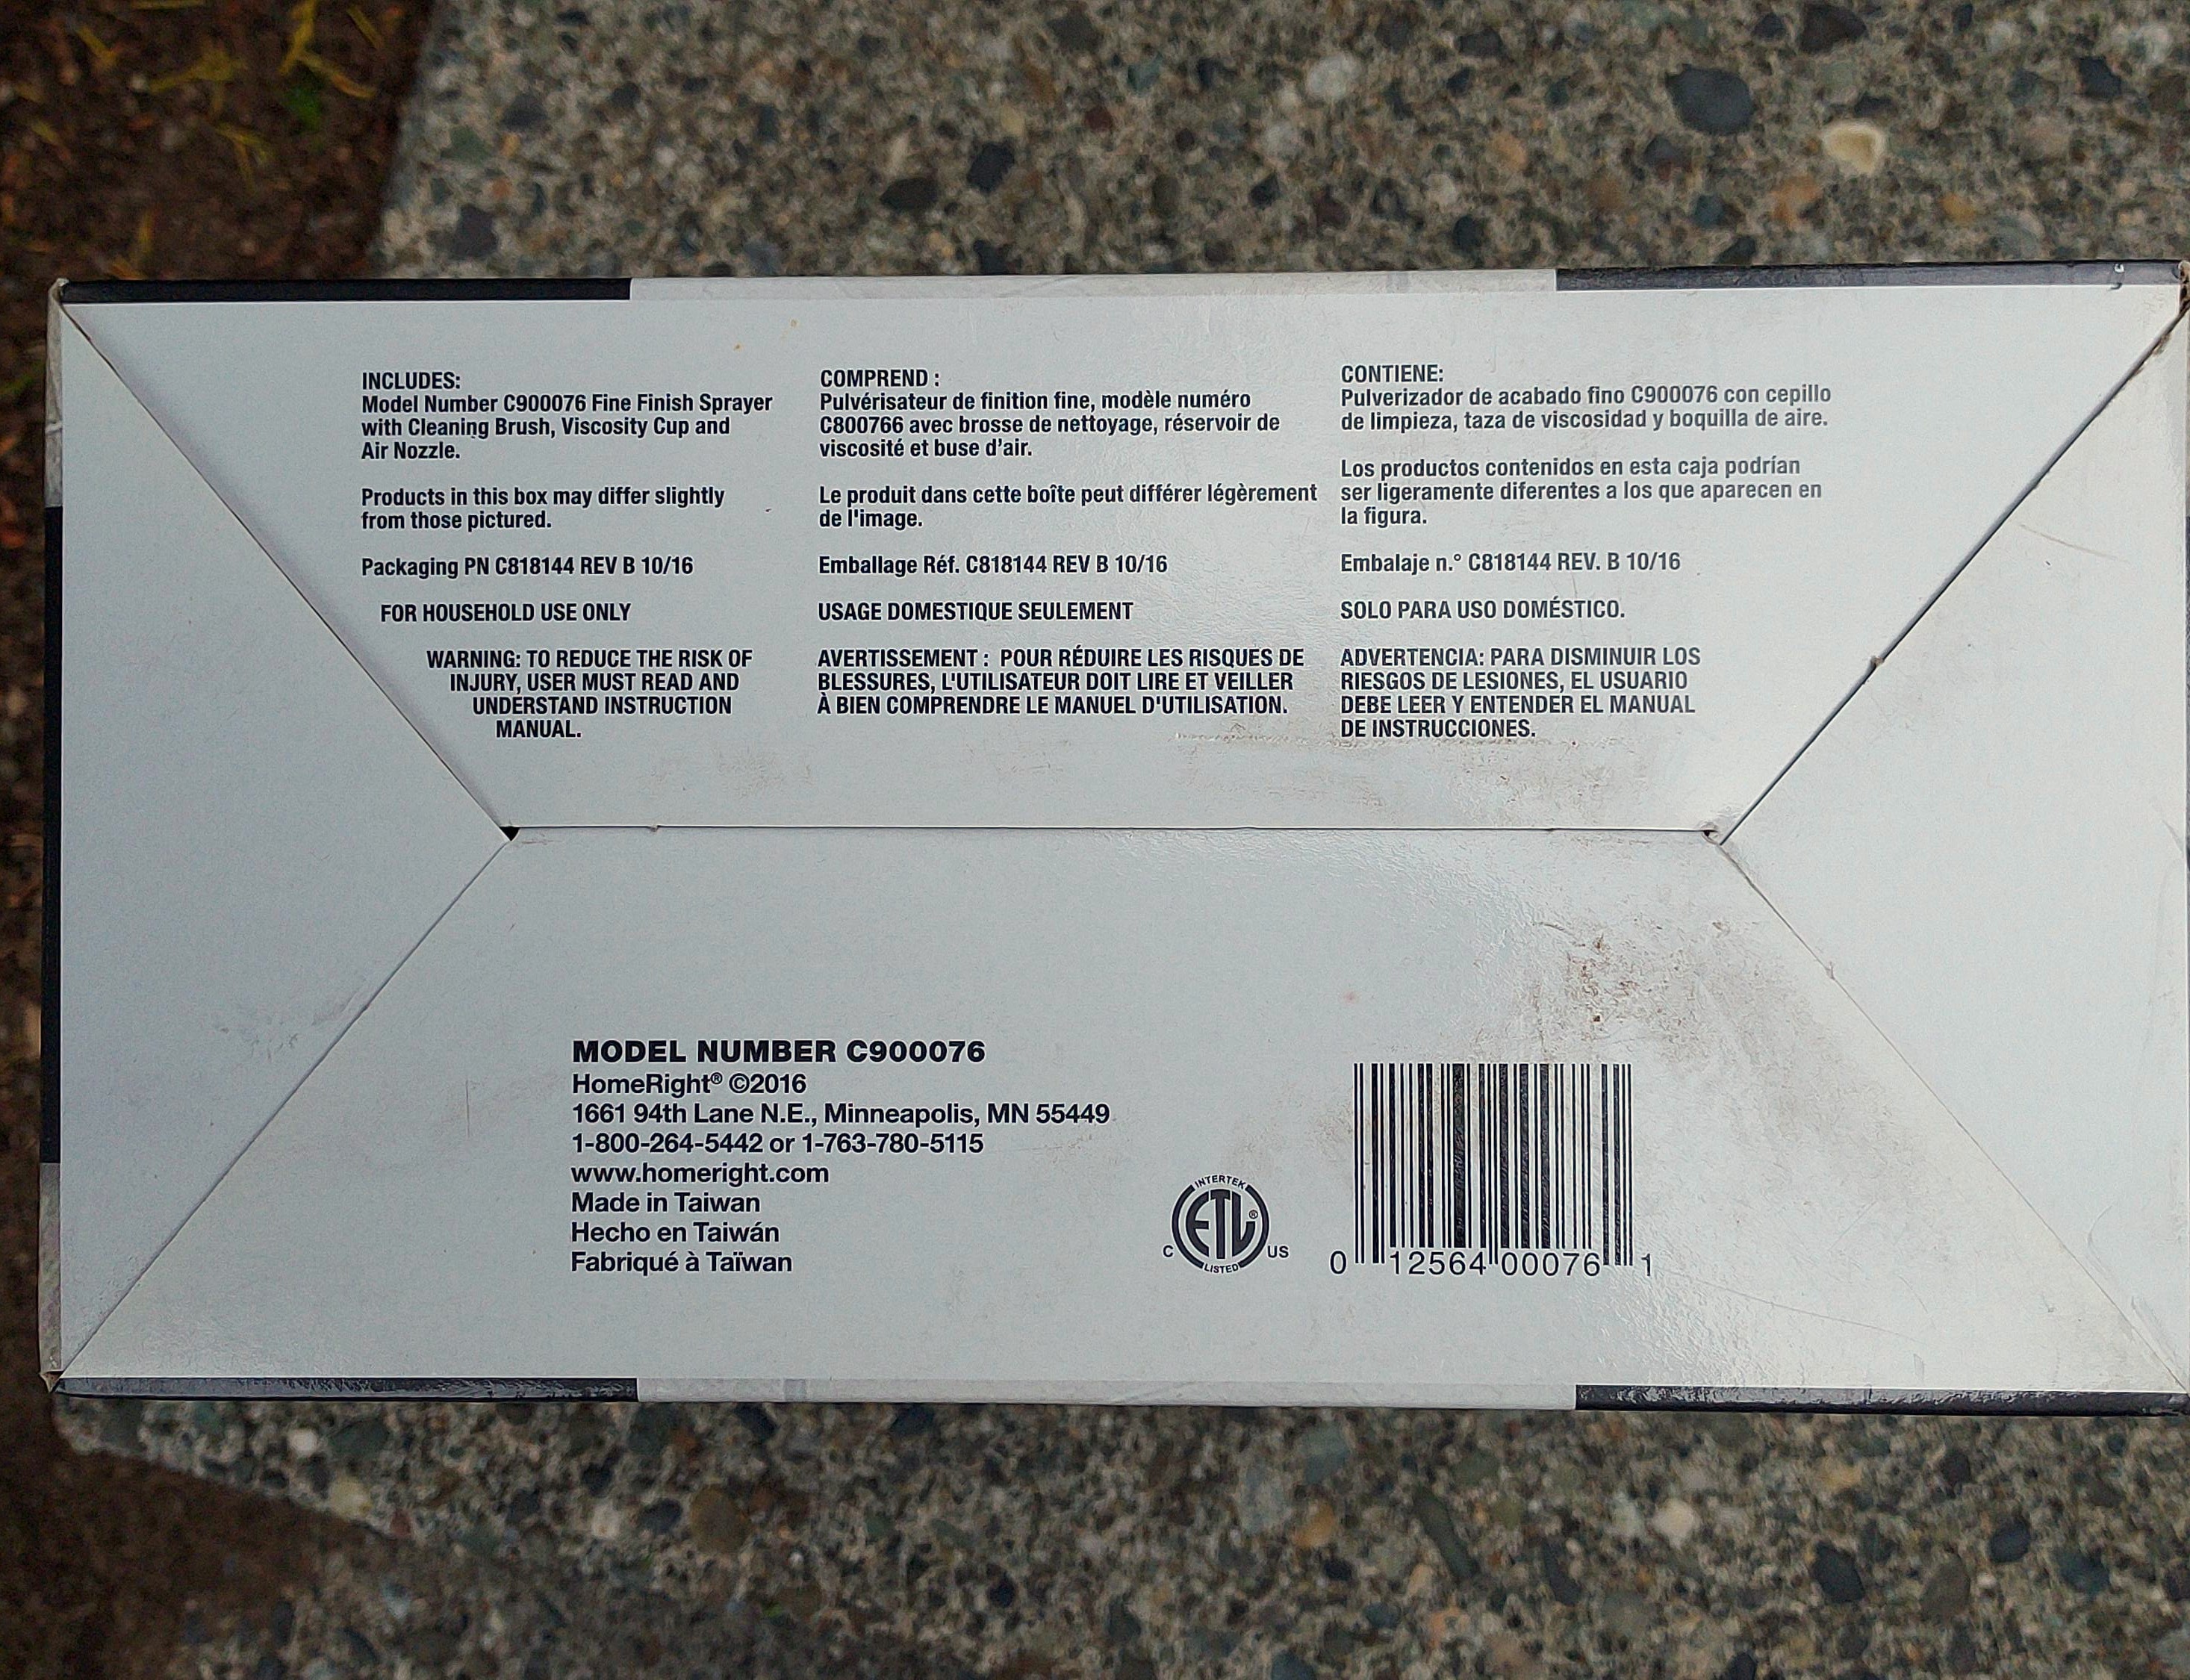 INCLUDES:
Model Number C900076 Fine Finish Sprayer
with Cleaning Brush, Viscosity Cup and
Air Nozzle.
Products in this box may differ slightly
from those pictured.
Packaging PN C818144 REV B 10/16
FOR HOUSEHOLD USE ONLY
WARNING: TO REDUCE THE RISK OF
INJURY, USER MUST READ AND
UNDERSTAND INSTRUCTION
MANUAL.
COMPREND :
Pulvérisateur de finition fine, modèle numéro
C800766 avec brosse de nettoyage, réservoir de
viscosité et buse d'air.
Le produit dans cette boîte peut différer légèrement
de l'image.
Emballage Réf. C818144 REV B 10/16
USAGE DOMESTIQUE SEULEMENT
AVERTISSEMENT : POUR RÉDUIRE LES RISQUES DE
BLESSURES, L'UTILISATEUR DOIT LIRE ET VEILLER
À BIEN COMPRENDRE LE MANUEL D'UTILISATION.
CONTIENE:
Pulverizador de acabado fino C900076 con cepillo
de limpieza, taza de viscosidad y boquilla de aire.
Los productos contenidos en esta caja podrían
ser ligeramente diferentes a los que aparecen en
la figura.
Embalaje n.° C818144 REV. B 10/16
SOLO PARA USO DOMÉSTICO.
ADVERTENCIA: PARA DISMINUIR LOS
RIESGOS DE LESIONES, EL USUARIO
DEBE LEER Y ENTENDER EL MANUAL
DE INSTRUCCIONES.
MODEL NUMBER C900076
HomeRight® ©2016
1661 94th Lane N.E., Minneapolis, MN 55449
1-800-264-5442 or 1-763-780-5115
www.homeright.com
Made in Taiwan
Hecho en Taiwán
Fabriqué à Taïwan
INTERTEK
ETL®
C US
LISTED
0 12564 00076 1